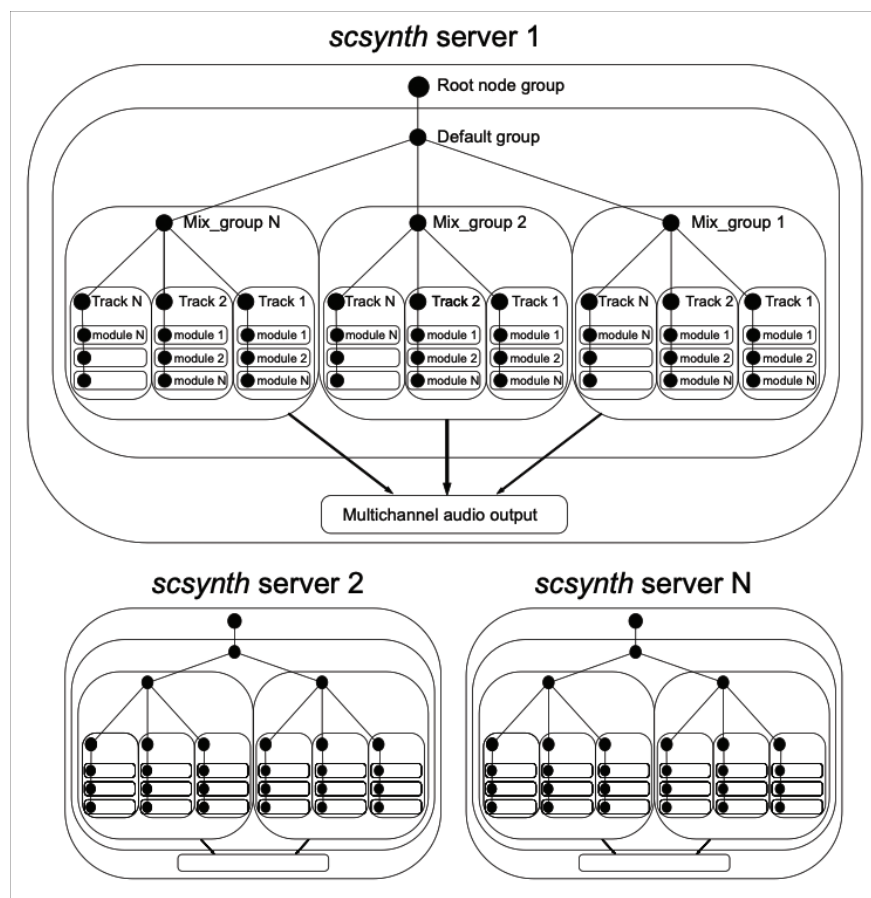 scsynth server 1
Root node group
Default group
Mix_group N
Mix_group 2
Mix_group 1
Track N
Track 2
Track 1
Track N
Track 2
Track 1
Track N
Track 2
Track 1
module N
module 1
module 1
module N
module 1
module 1
module N
module 1
module 1
module 2
module 2
module 2
module 2
module 2
module 2
module N
module N
module N
module N
module N
module N
Multichannel audio output
scsynth server 2
scsynth server N